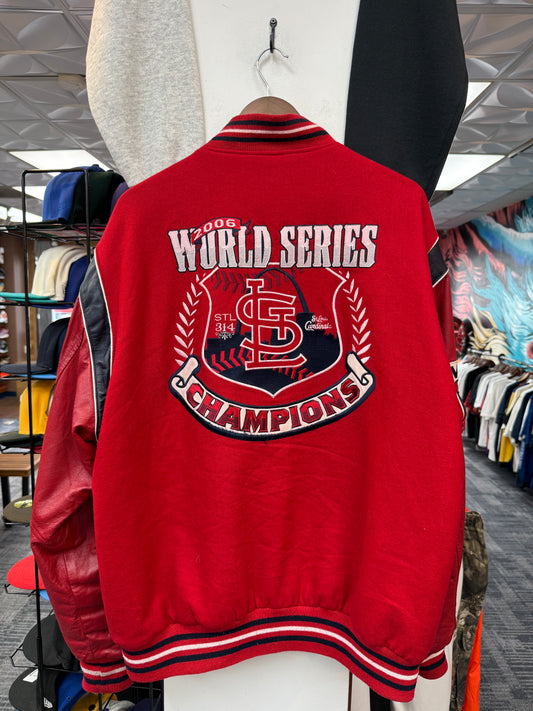 2006
WORLD SERIES
STL
314
STL
St. Louis
Cardinals
CHAMPIONS